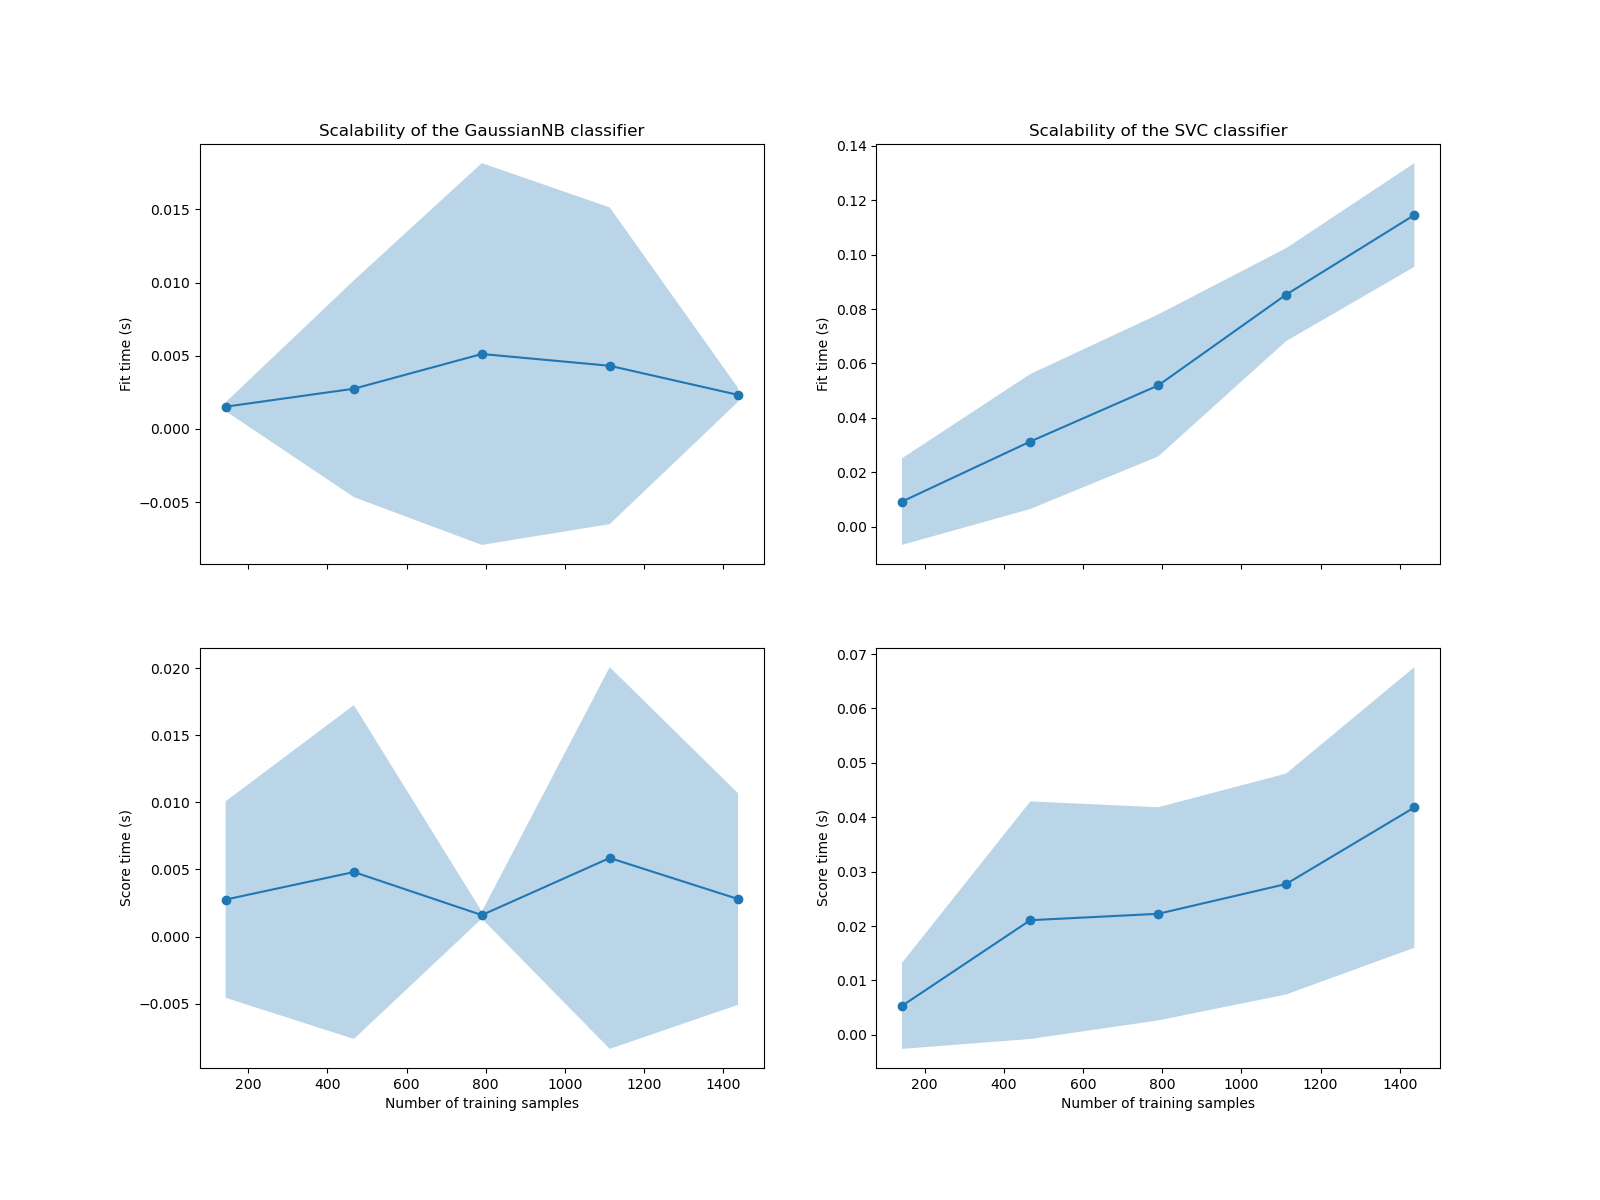 Scalability of the GaussianNB classifier
Fit time (s)
0.015
0.010
0.005
0.000
−0.005
Scalability of the SVC classifier
Fit time (s)
0.14
0.12
0.10
0.08
0.06
0.04
0.02
0.00
Score time (s)
0.020
0.015
0.010
0.005
0.000
−0.005
200 400 600 800 1000 1200 1400
Number of training samples
Score time (s)
0.07
0.06
0.05
0.04
0.03
0.02
0.01
0.00
200 400 600 800 1000 1200 1400
Number of training samples